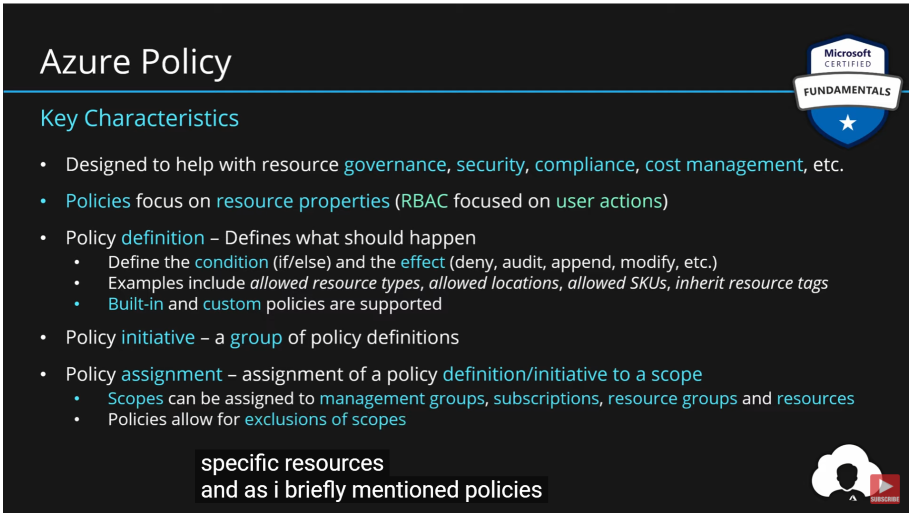 Azure Policy
Microsoft
CERTIFIED
FUNDAMENTALS
Key Characteristics
• Designed to help with resource governance, security, compliance, cost management, etc.
• Policies focus on resource properties (RBAC focused on user actions)
• Policy definition – Defines what should happen
• Define the condition (if/else) and the effect (deny, audit, append, modify, etc.)
• Examples include allowed resource types, allowed locations, allowed SKUs, inherit resource tags
• Built-in and custom policies are supported
• Policy initiative – a group of policy definitions
• Policy assignment – assignment of a policy definition/initiative to a scope
• Scopes can be assigned to management groups, subscriptions, resource groups and resources
• Policies allow for exclusions of scopes
specific resources
and as i briefly mentioned policies
SUBSCRIBE